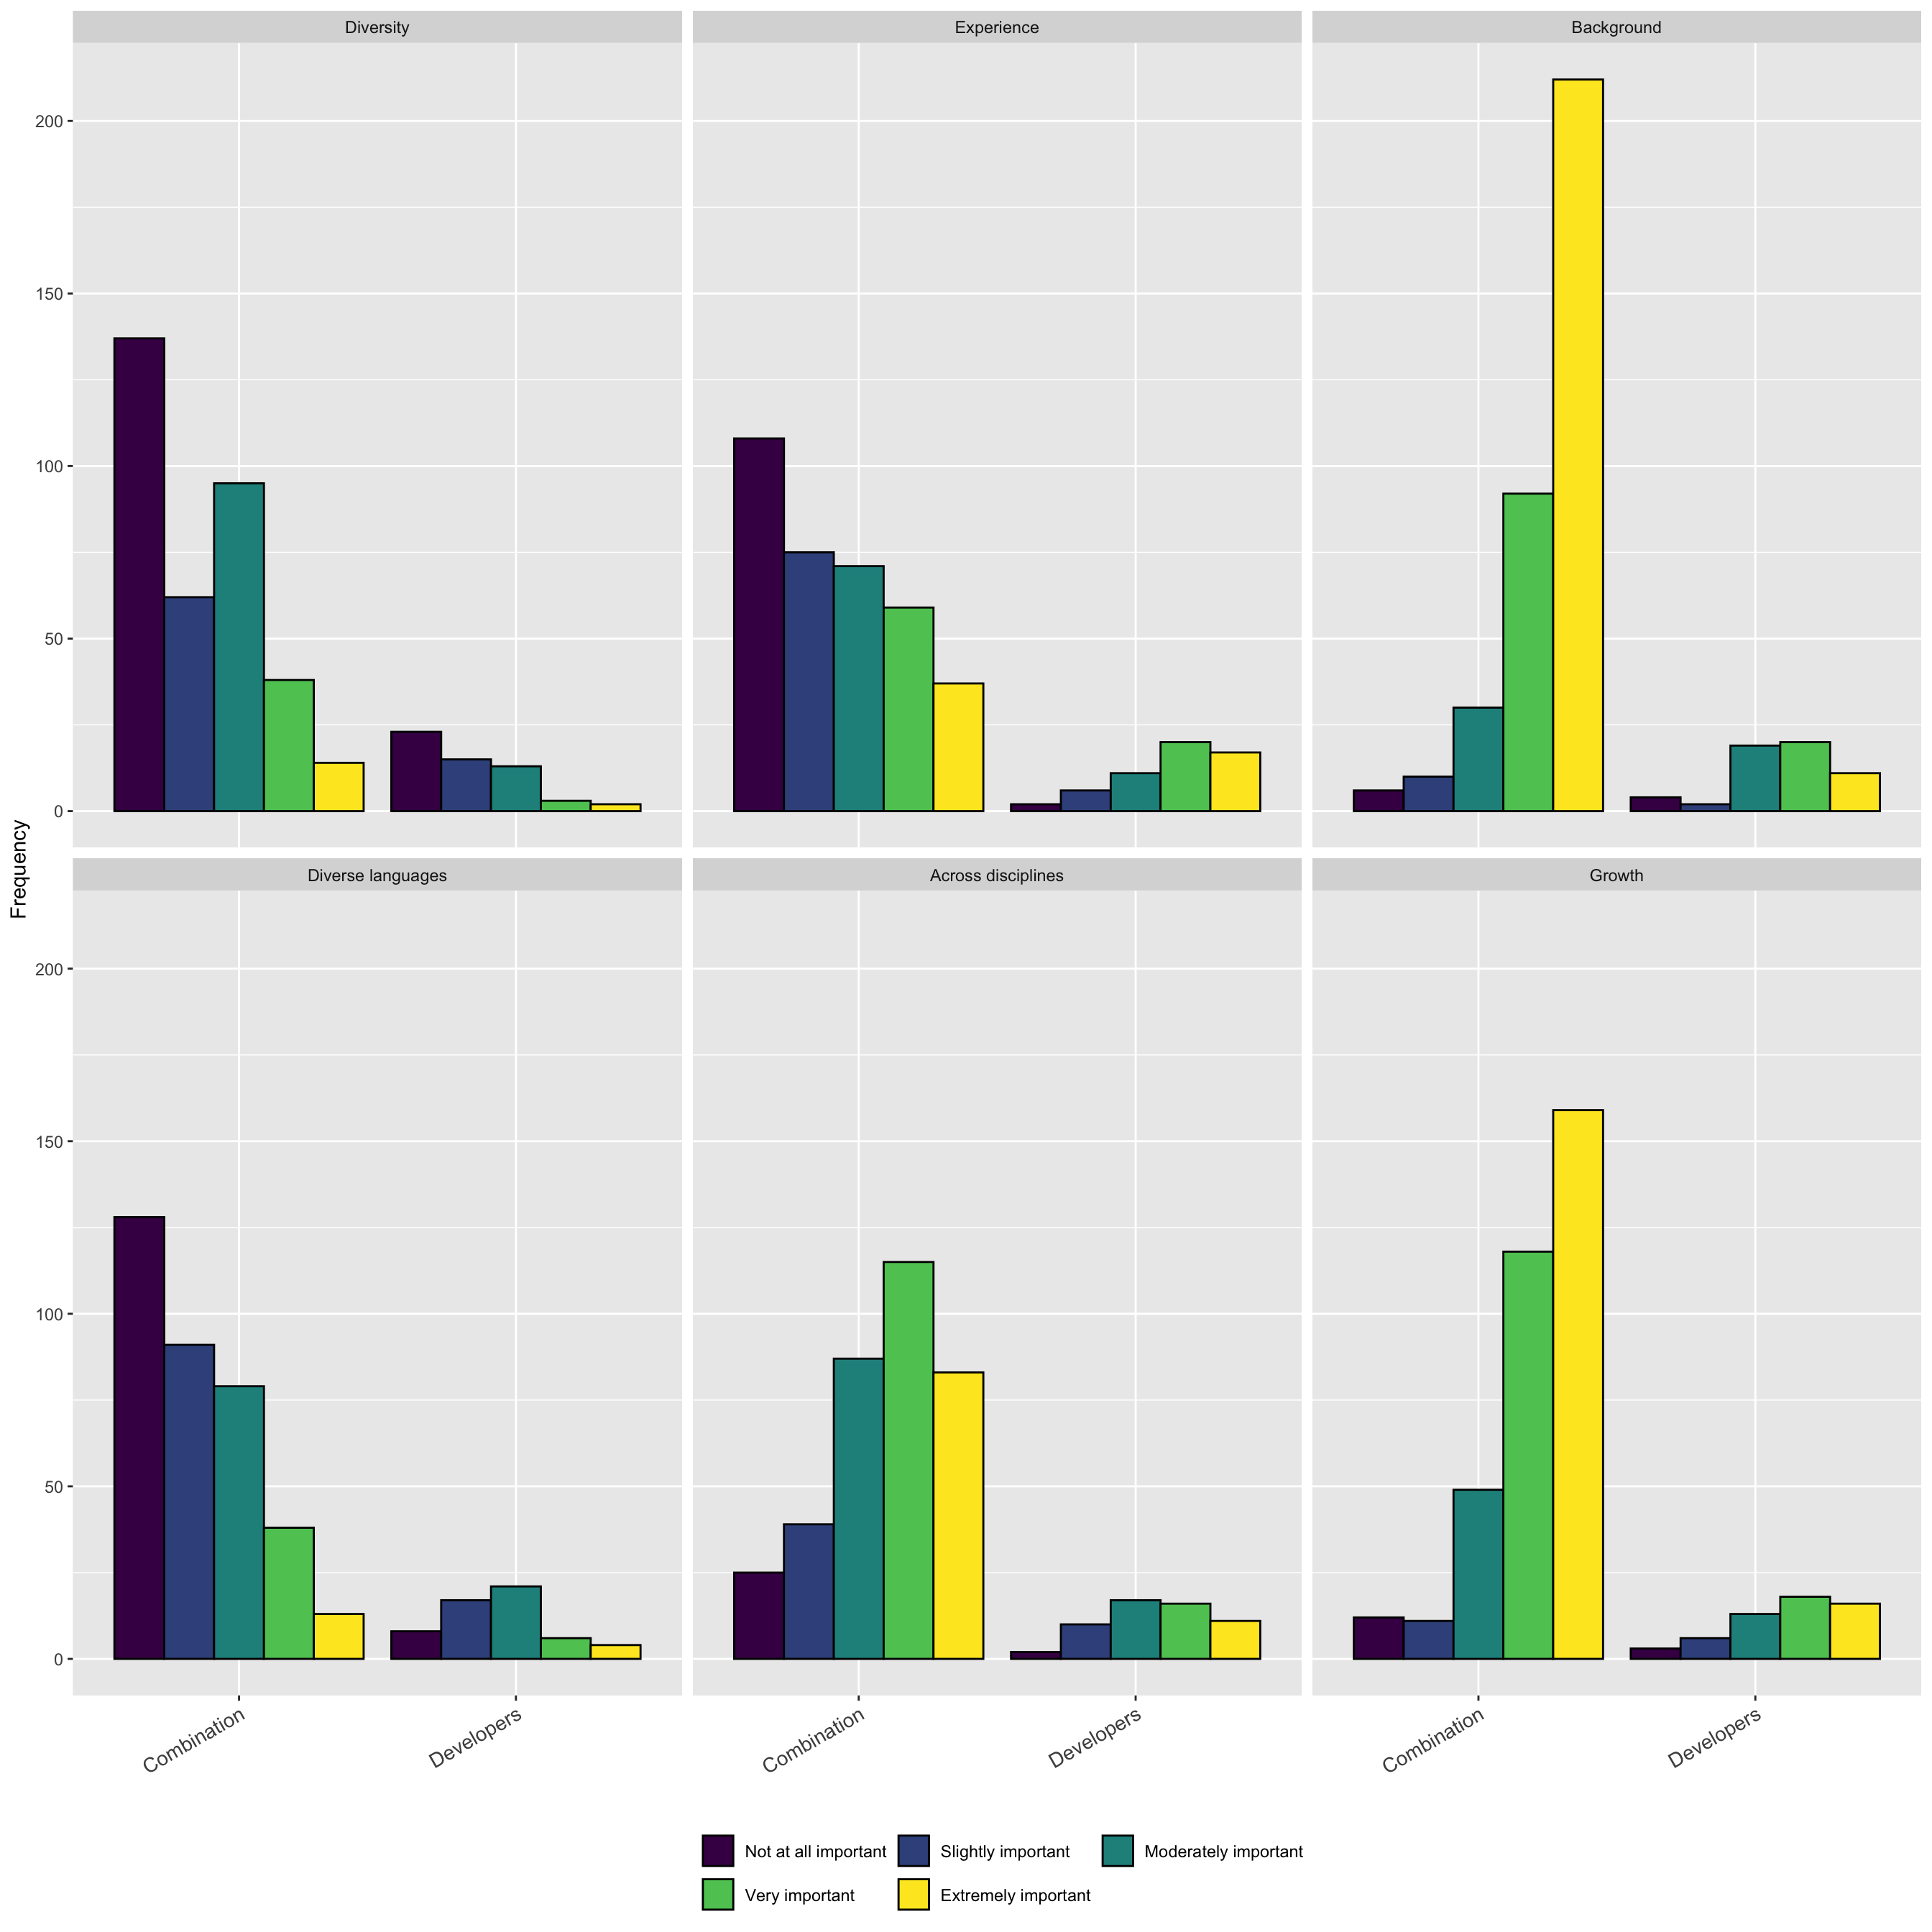 Diversity
Experience
Background
200
150
100
50
0
Frequency
Diverse languages
Across disciplines
Growth
200
150
100
50
0
Combination
Developers
Combination
Developers
Combination
Developers
Not at all important
Slightly important
Moderately important
Very important
Extremely important